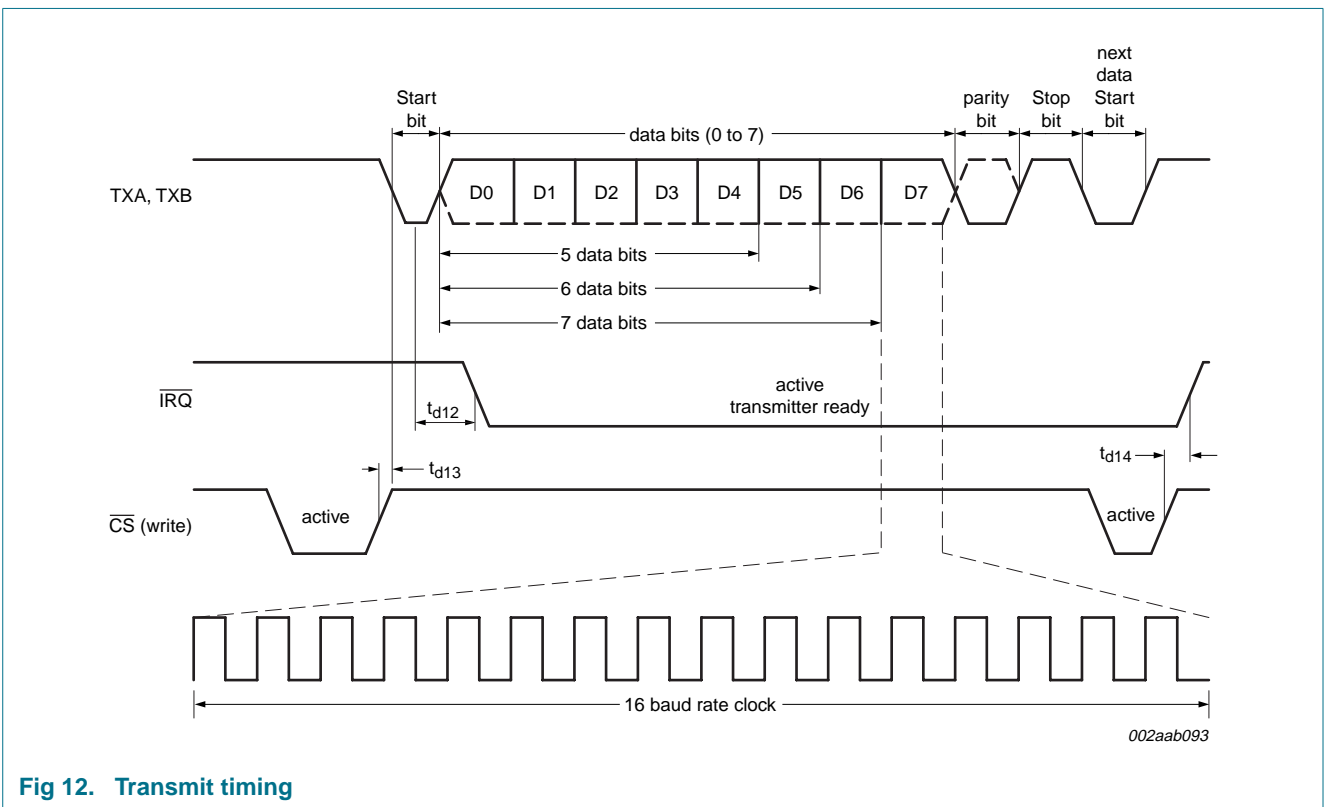 next
data
Start
bit
Start
bit
parity
bit
Stop
bit
data bits (0 to 7)
TXA, TXB
D0 D1 D2 D3 D4 D5 D6 D7
5 data bits
6 data bits
7 data bits
IRQ
active
transmitter ready
td12
td13
td14
CS (write)
active
active
16 baud rate clock
002aab093
Fig 12. Transmit timing